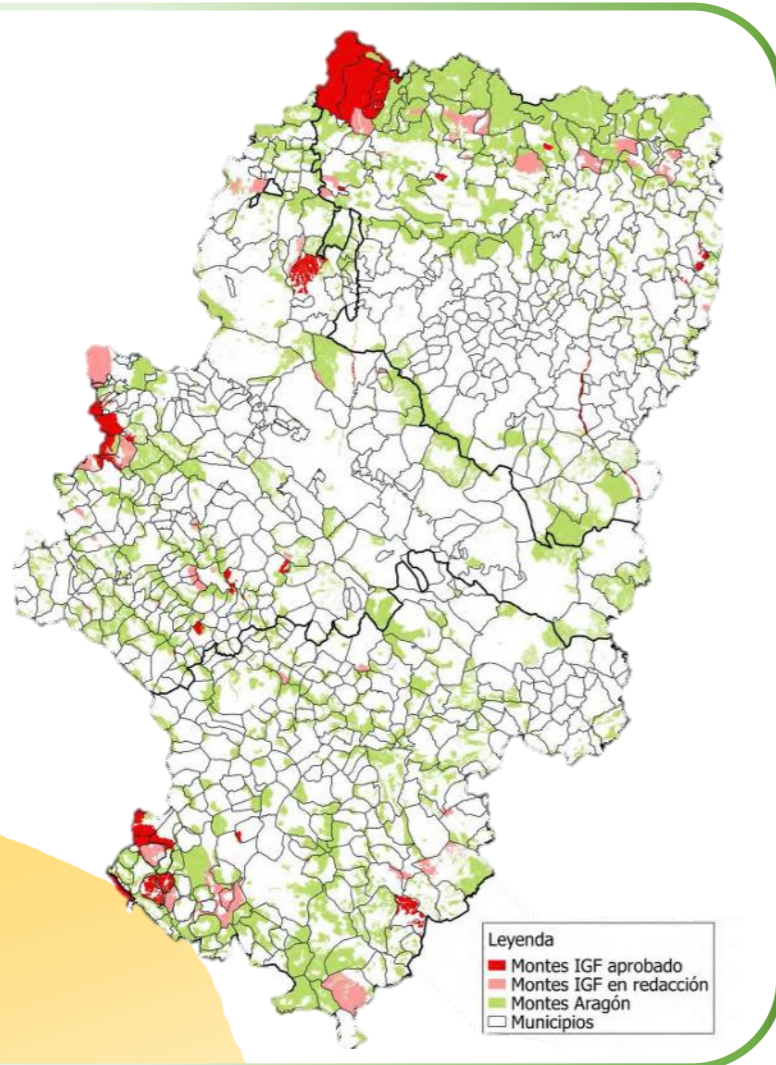 Leyenda
Montes IGF aprobado
Montes IGF en redacción
Montes Aragón
Municipios